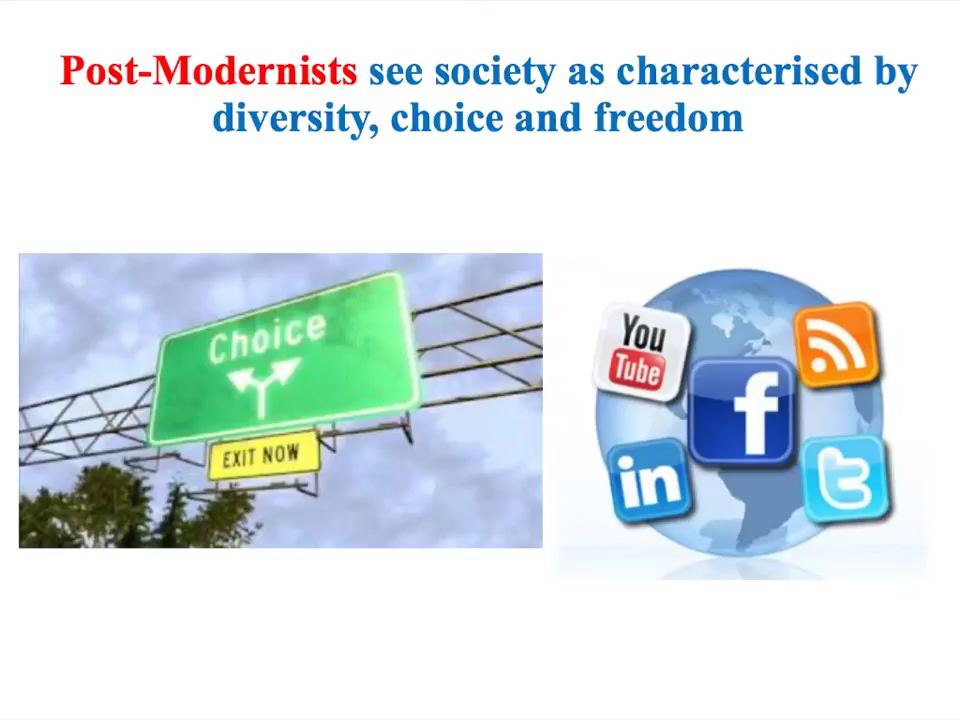 Post-Modernists see society as characterised by
diversity, choice and freedom
Choice
EXIT NOW
You
Tube
f
in
t